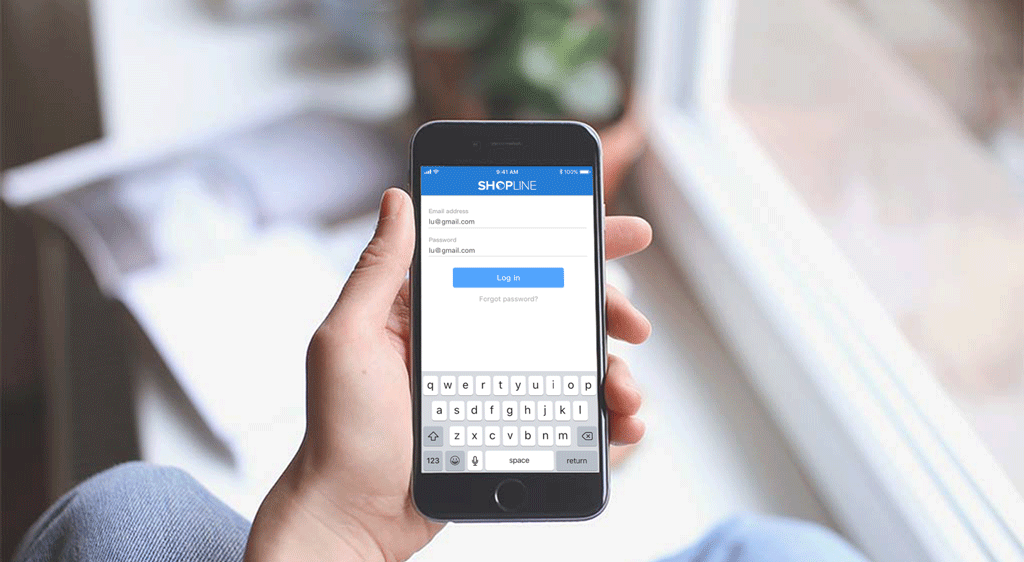 9:41 AM
100%
SHOPLINE
Email address
lu@gmail.com
Password
lu@gmail.com
Log in
Forgot password?
q w e r t y u i o p
a s d f g h j k l
z x c v b n m
123 space return